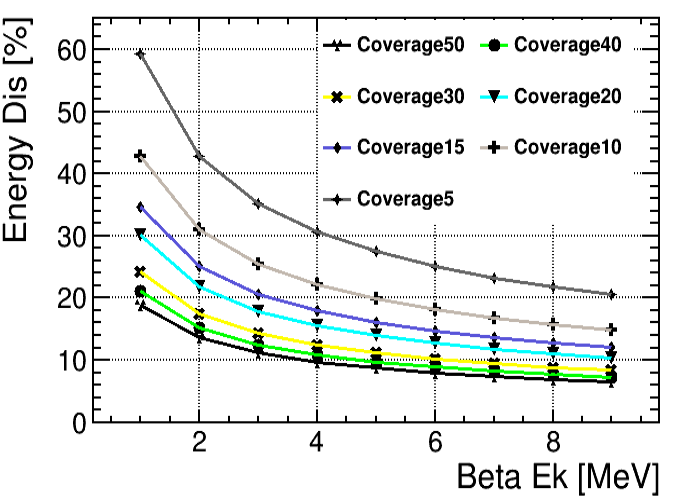 Energy Dis [%]
60
50
40
30
20
10
0
Coverage50 Coverage40
Coverage30 Coverage20
Coverage15 Coverage10
Coverage5
2 4 6 8
Beta Ek [MeV]